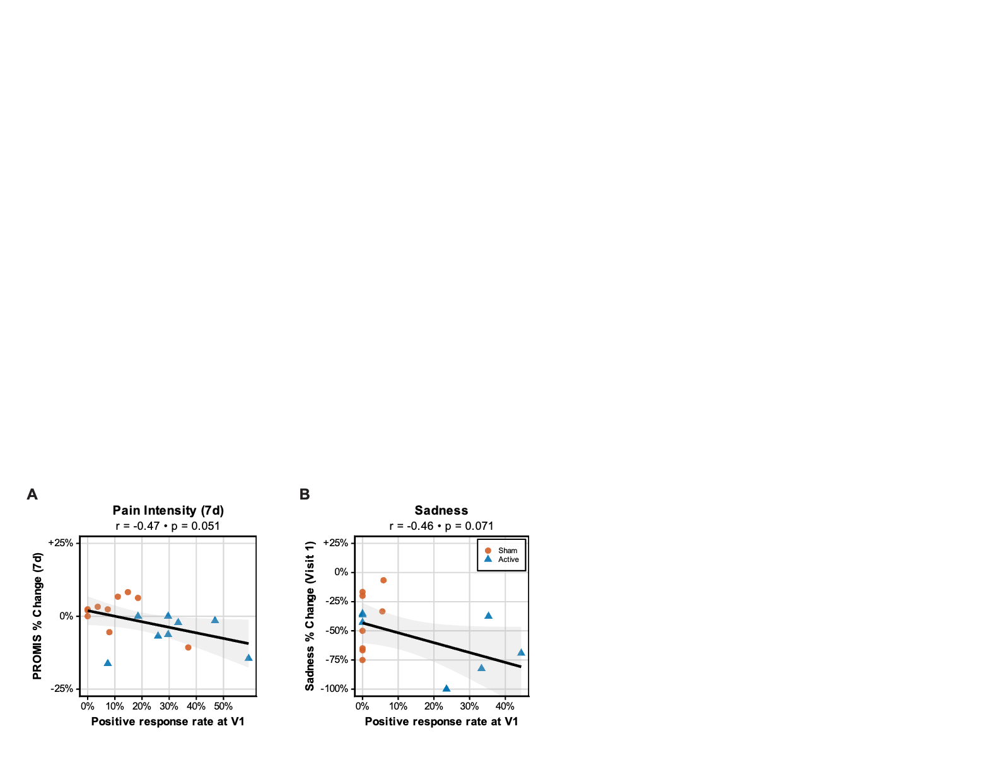 A
Pain Intensity (7d)
r = -0.47 • p = 0.051
PROMIS % Change (7d)
+25%
0%
-25%
0% 10% 20% 30% 40% 50%
Positive response rate at V1
B
Sadness
r = -0.46 • p = 0.071
Sadness % Change (Visit 1)
+25%
0%
-25%
-50%
-75%
-100%
Sham
Active
0% 10% 20% 30% 40%
Positive response rate at V1